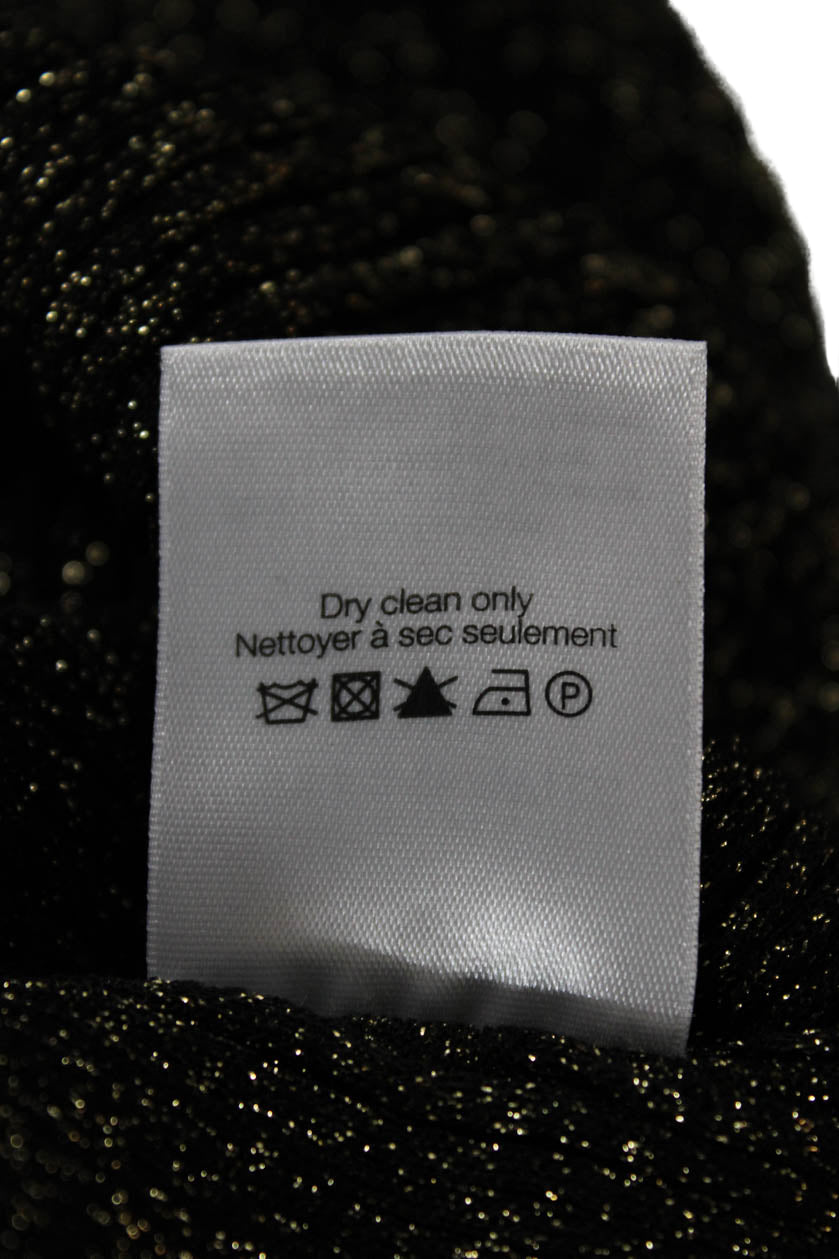 Dry clean only
Nettoyer à sec seulement
P